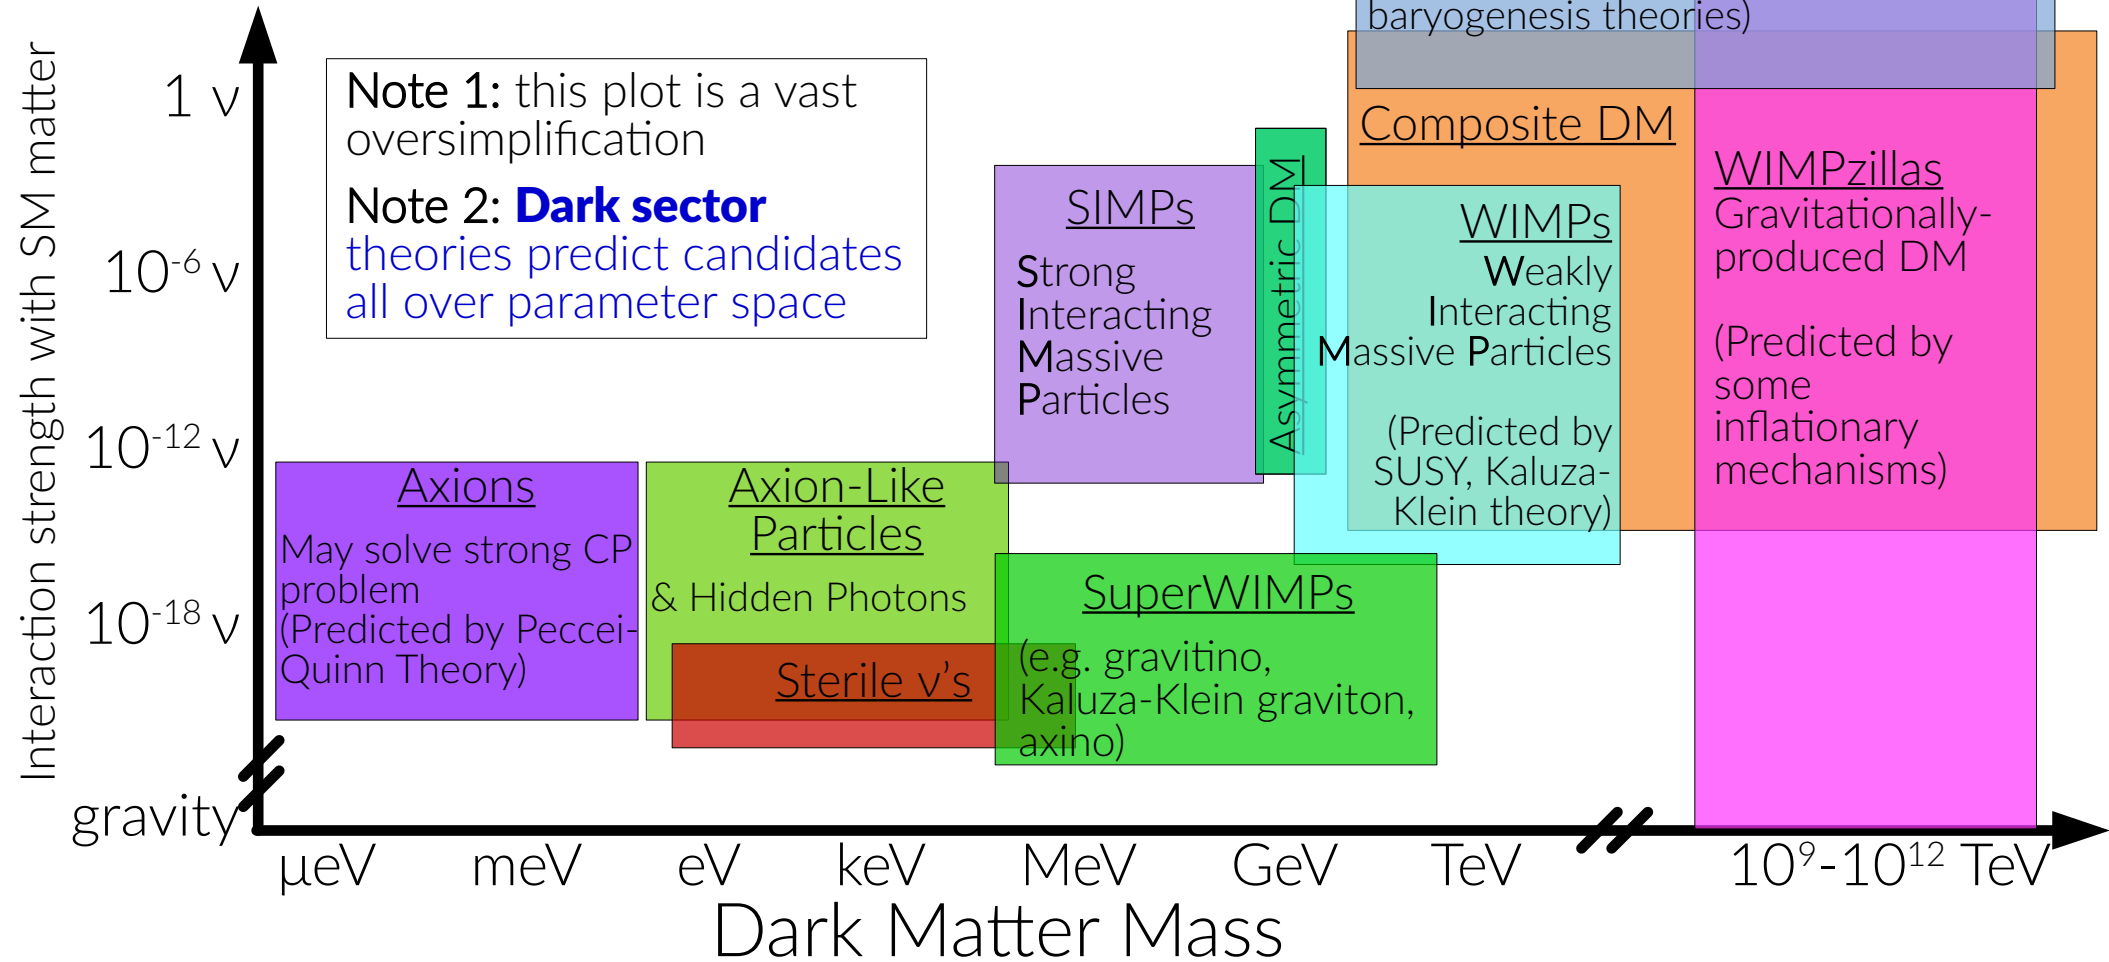 baryogenesis theories)
Interaction strength with SM matter
1 ν
10⁻⁶ ν
10⁻¹² ν
10⁻¹⁸ ν
gravity
Note 1: this plot is a vast
oversimplification
Note 2: Dark sector
theories predict candidates
all over parameter space
Axions
May solve strong CP
problem
(Predicted by Peccei-
Quinn Theory)
Axion-Like
Particles
& Hidden Photons
Sterile ν’s
SIMPs
Strong
Interacting
Massive
Particles
Asymmetric DM
SuperWIMPs
(e.g. gravitino,
Kaluza-Klein graviton,
axino)
WIMPs
Weakly
Interacting
Massive Particles
(Predicted by
SUSY, Kaluza-
Klein theory)
Composite DM
WIMPzillas
Gravitationally-
produced DM
(Predicted by
some
inflationary
mechanisms)
μeV meV eV keV MeV GeV TeV 10⁹-10¹² TeV
Dark Matter Mass